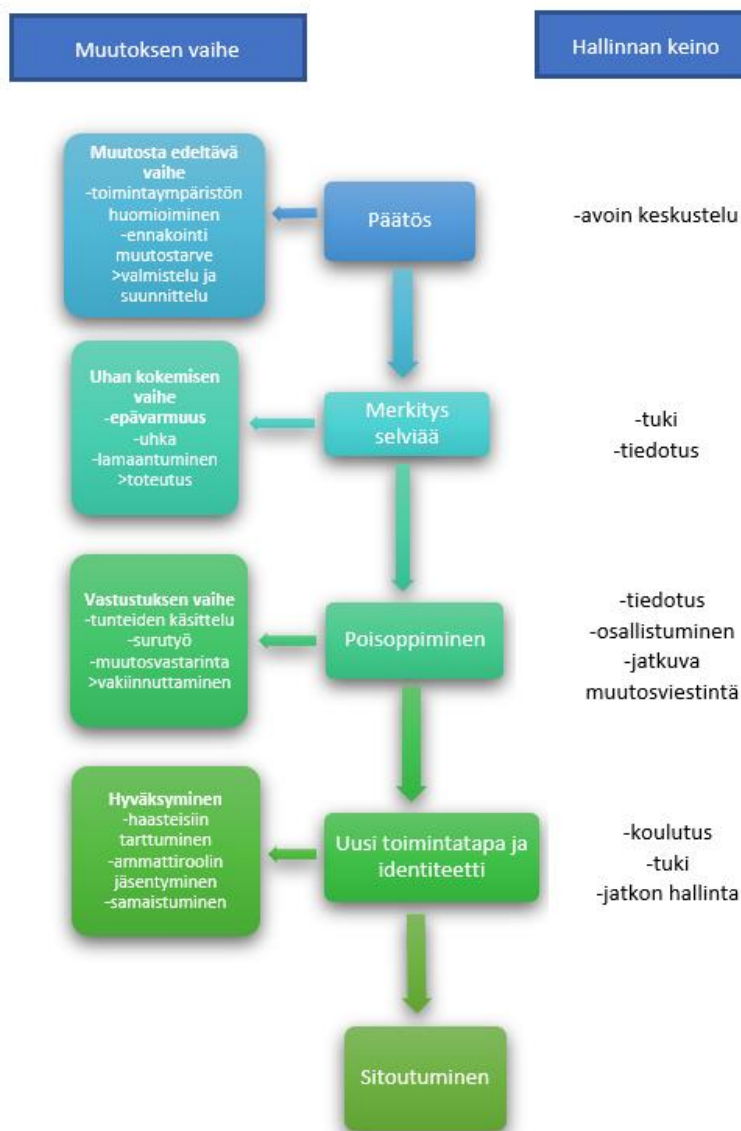 Muutoksen vaihe
Hallinnan keino
Muutosta edeltävä
vaihe
-toimintaympäristön
huomioiminen
-ennakointi
muutostarve
>valmistelu ja
suunnittelu
Päätös
-avoin keskustelu
Uhan kokemisen
vaihe
-epävarmuus
-uhka
-lamaantuminen
>toteutus
Merkitys
selviää
-tuki
-tiedotus
Vastustuksen vaihe
-tunteiden käsittelu
-surutyö
-muutosvastarinta
>vakiinnuttaminen
Poisoppiminen
-tiedotus
-osallistuminen
-jatkuva
muutosviestintä
Hyväksyminen
-haasteisiin
tarttuminen
-ammattiroolin
jäsentyminen
-samaistuminen
Uusi toimintatapa ja
identiteetti
-koulutus
-tuki
-jatkon hallinta
Sitoutuminen